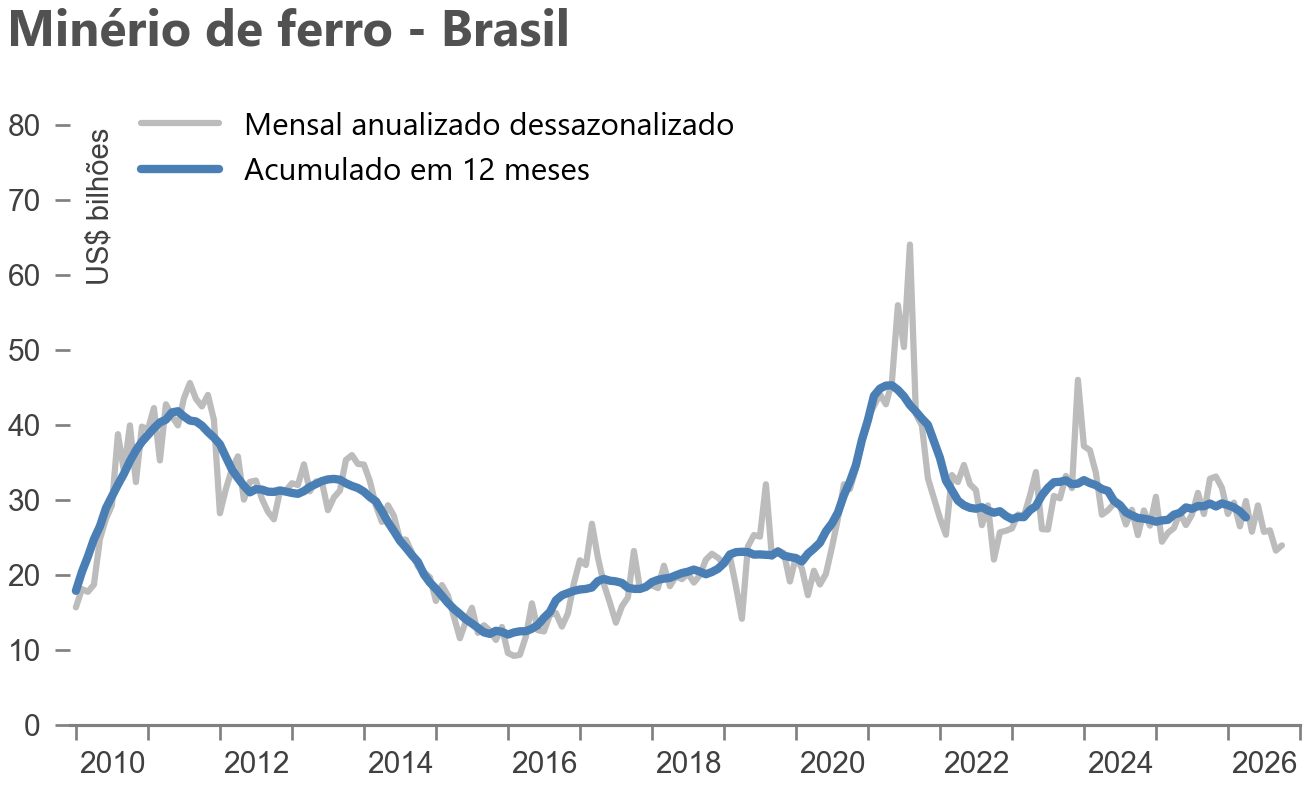 Minério de ferro - Brasil
Mensal anualizado dessazonalizado
Acumulado em 12 meses
US$ bilhões
80
70
60
50
40
30
20
10
0
2010 2012 2014 2016 2018 2020 2022 2024 2026